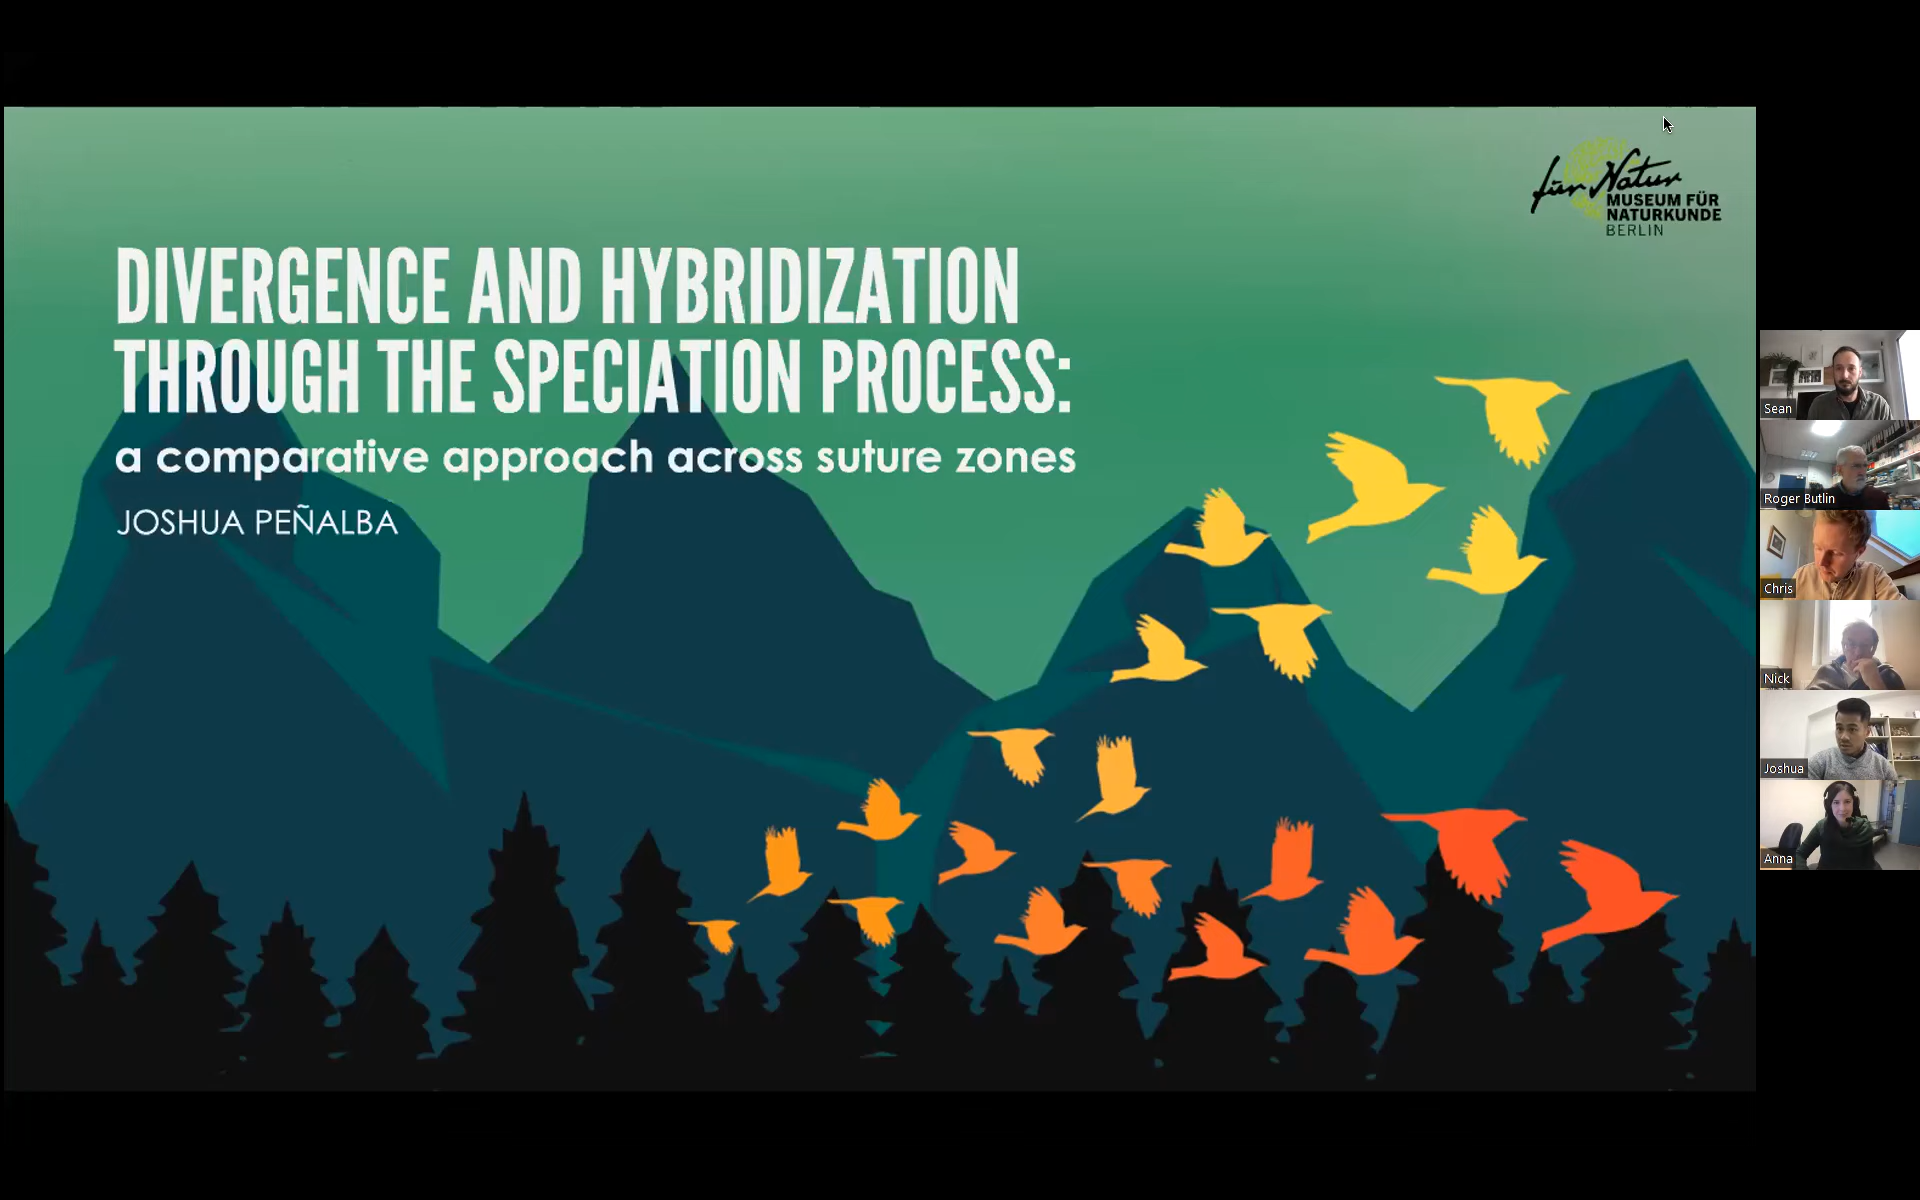 für Natur
MUSEUM FÜR
NATURKUNDE
BERLIN
DIVERGENCE AND HYBRIDIZATION
THROUGH THE SPECIATION PROCESS:
a comparative approach across suture zones
JOSHUA PEÑALBA
Sean
Roger Butlin
Chris
Nick
Joshua
Anna